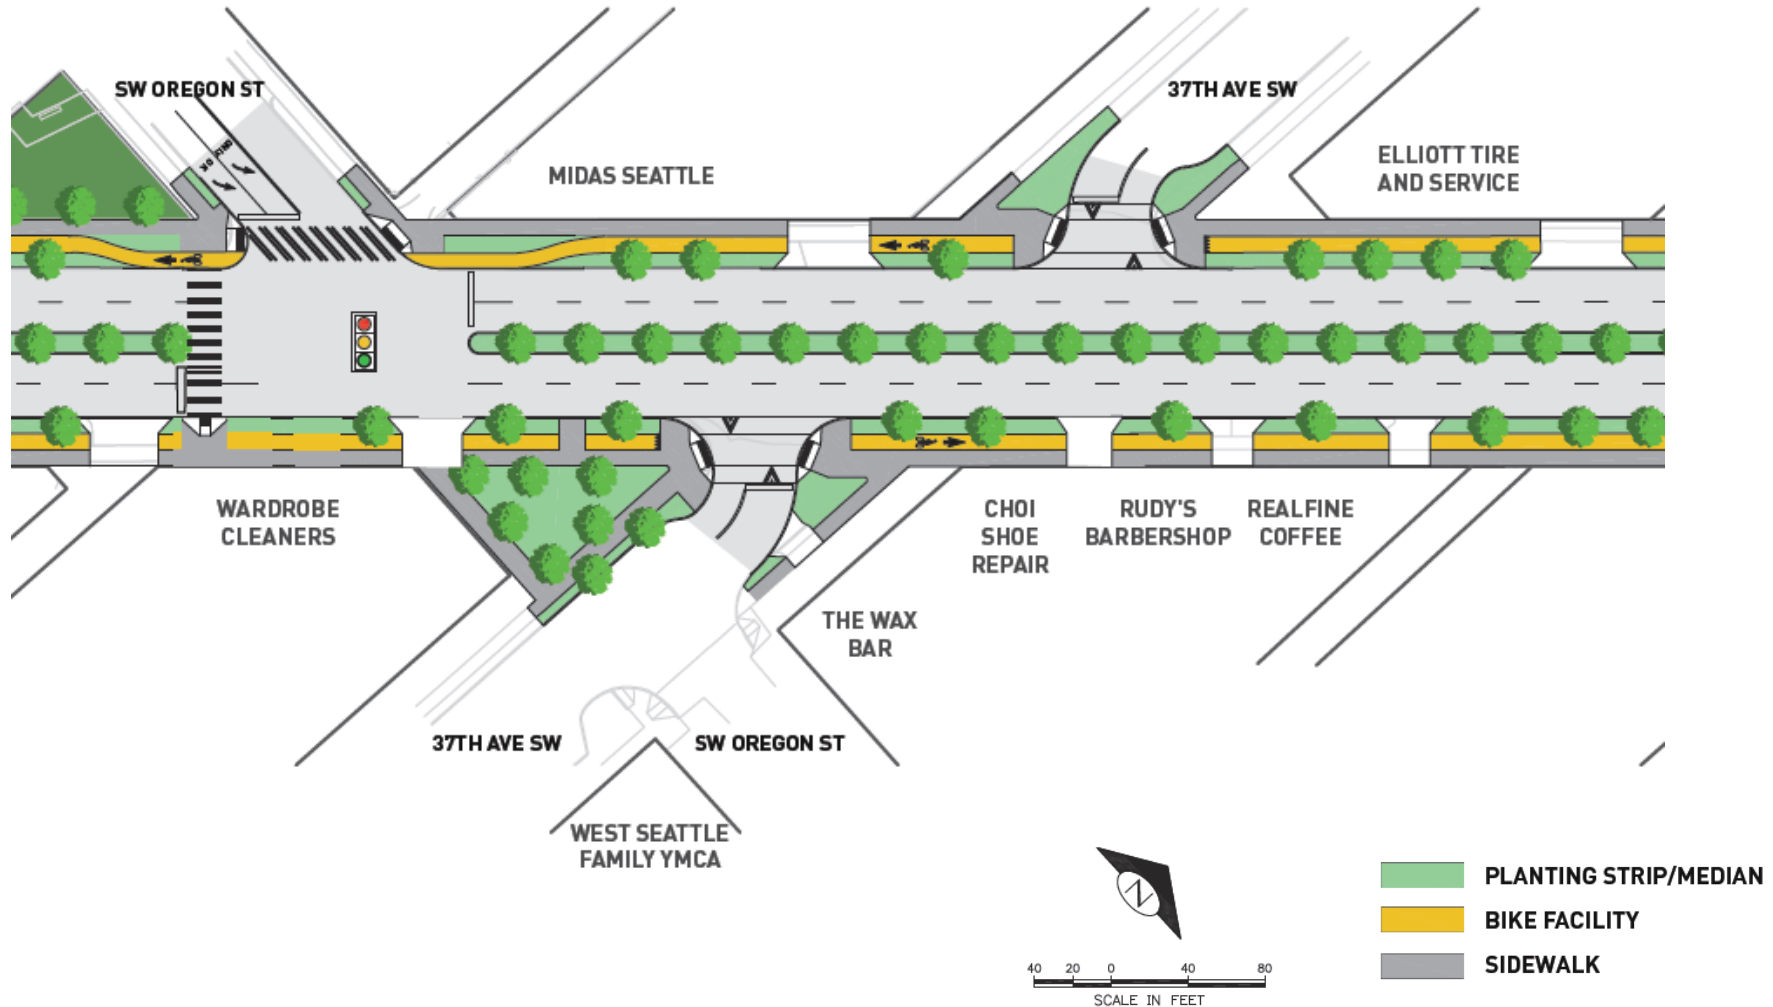 SW OREGON ST
37TH AVE SW
MIDAS SEATTLE
ELLIOTT TIRE
AND SERVICE
WARDROBE
CLEANERS
CHOI
SHOE
REPAIR
RUDY'S
BARBERSHOP
REALFINE
COFFEE
THE WAX
BAR
37TH AVE SW
SW OREGON ST
WEST SEATTLE
FAMILY YMCA
N
40 20 0 40 80
SCALE IN FEET
PLANTING STRIP/MEDIAN
BIKE FACILITY
SIDEWALK